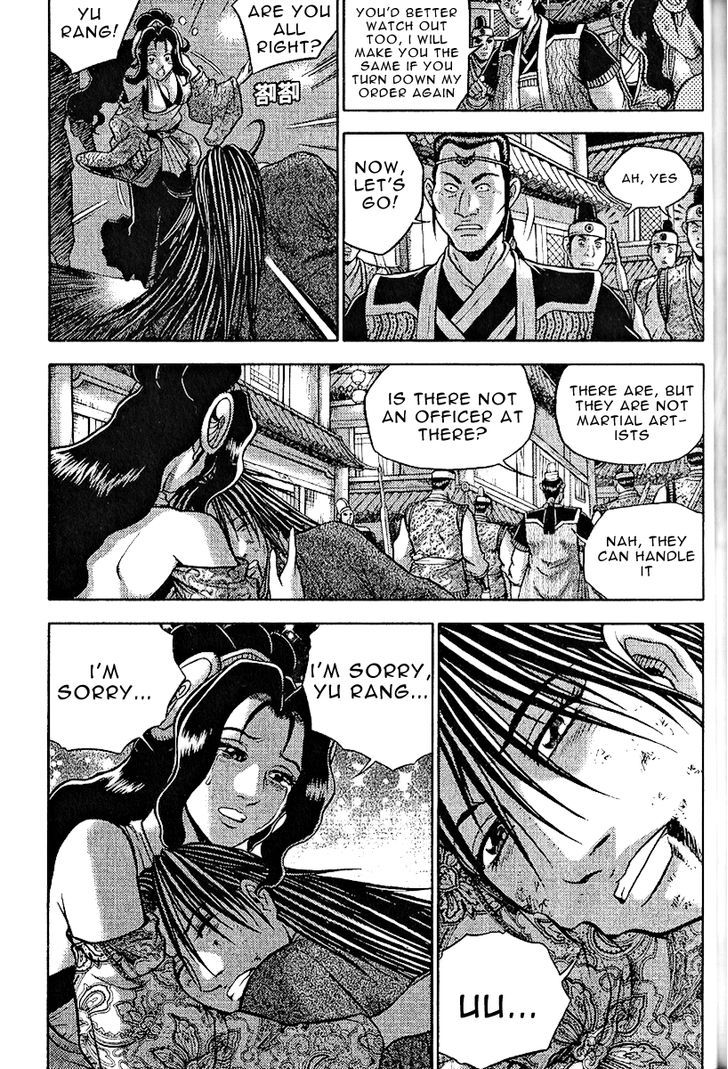 YU
RANG!
ARE YOU
ALL
RIGHT?
YOU'D BETTER
WATCH OUT
TOO, I WILL
MAKE YOU THE
SAME IF YOU
TURN DOWN MY
ORDER AGAIN
NOW,
LET'S
GO!
AH, YES
IS THERE NOT
AN OFFICER AT
THERE?
THERE ARE, BUT
THEY ARE NOT
MARTIAL ART-
ISTS
NAH, THEY
CAN HANDLE
IT
I'M
SORRY...
I'M SORRY,
YU RANG...
UU...